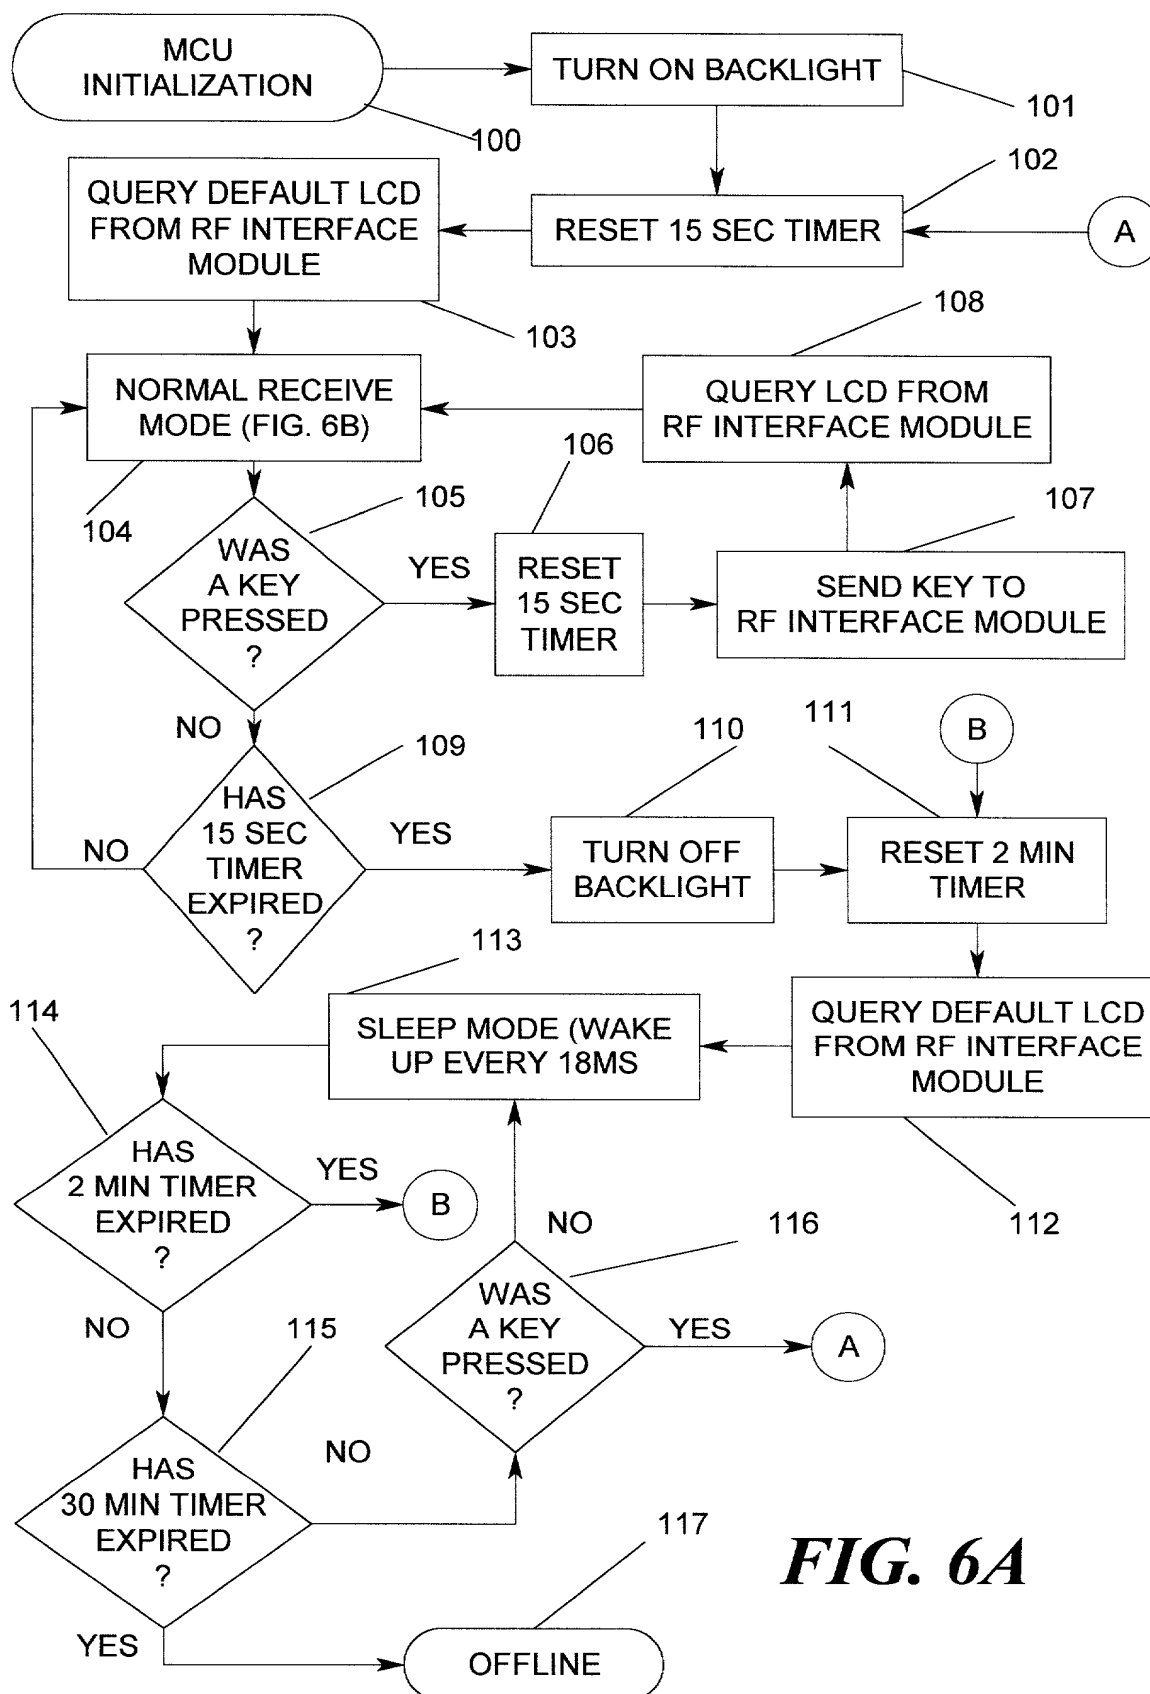 MCU
INITIALIZATION
100
TURN ON BACKLIGHT
101
102
QUERY DEFAULT LCD
FROM RF INTERFACE
MODULE
103
RESET 15 SEC TIMER
A
108
NORMAL RECEIVE
MODE (FIG. 6B)
104
QUERY LCD FROM
RF INTERFACE MODULE
105
106
107
WAS
A KEY
PRESSED
?
YES
RESET
15 SEC
TIMER
SEND KEY TO
RF INTERFACE MODULE
NO
109
110
111
B
HAS
15 SEC
TIMER
EXPIRED
?
NO
YES
TURN OFF
BACKLIGHT
RESET 2 MIN
TIMER
113
114
SLEEP MODE (WAKE
UP EVERY 18MS
QUERY DEFAULT LCD
FROM RF INTERFACE
MODULE
112
HAS
2 MIN TIMER
EXPIRED
?
YES
B
NO
116
NO
115
WAS
A KEY
PRESSED
?
YES
A
HAS
30 MIN TIMER
EXPIRED
?
NO
117
YES
OFFLINE
FIG. 6A